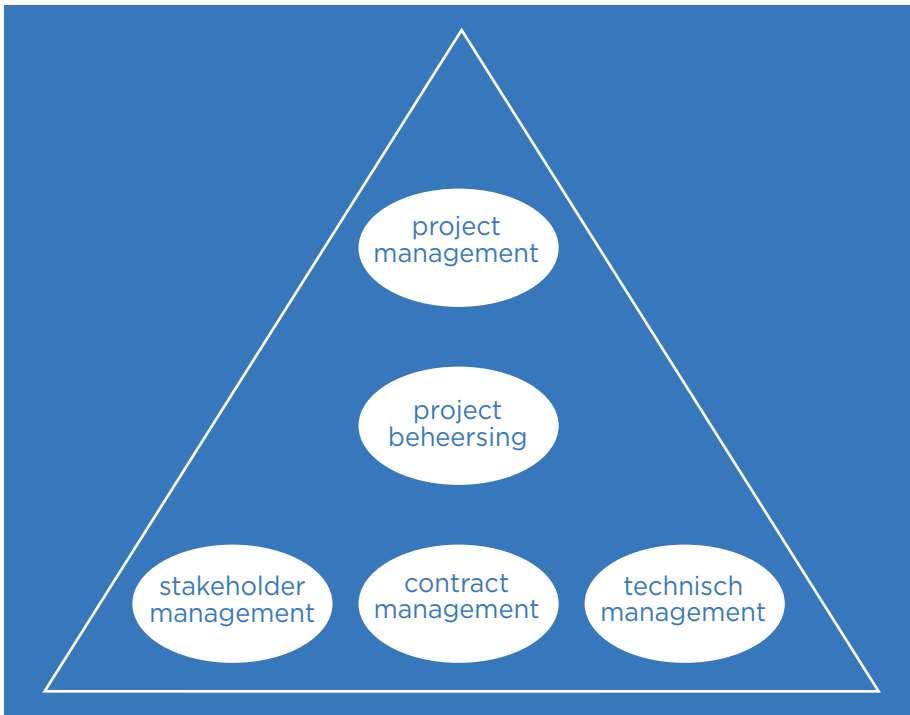 project
management
project
beheersing
stakeholder
management
contract
management
technisch
management